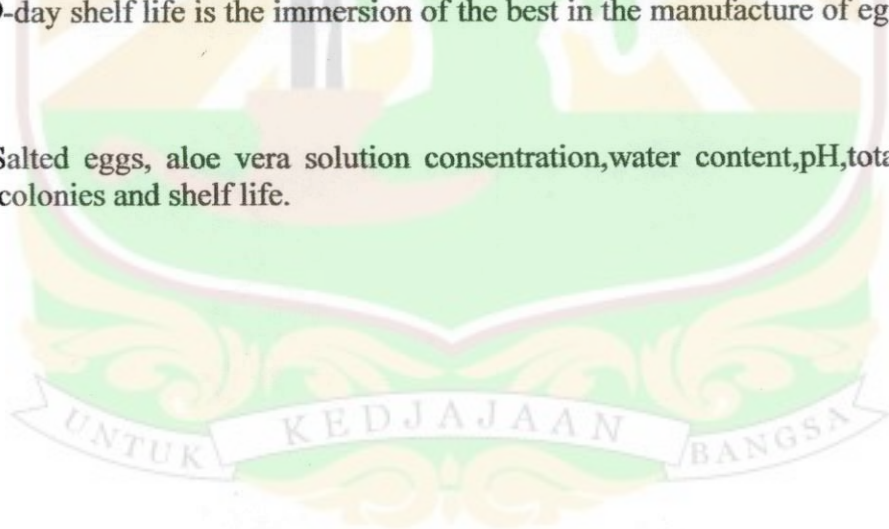 -day shelf life is the immersion of the best in the manufacture of eg
Salted eggs, aloe vera solution consentration,water content,pH,tota
colonies and shelf life.
UNTUK KEDJAJAAN BANGSA